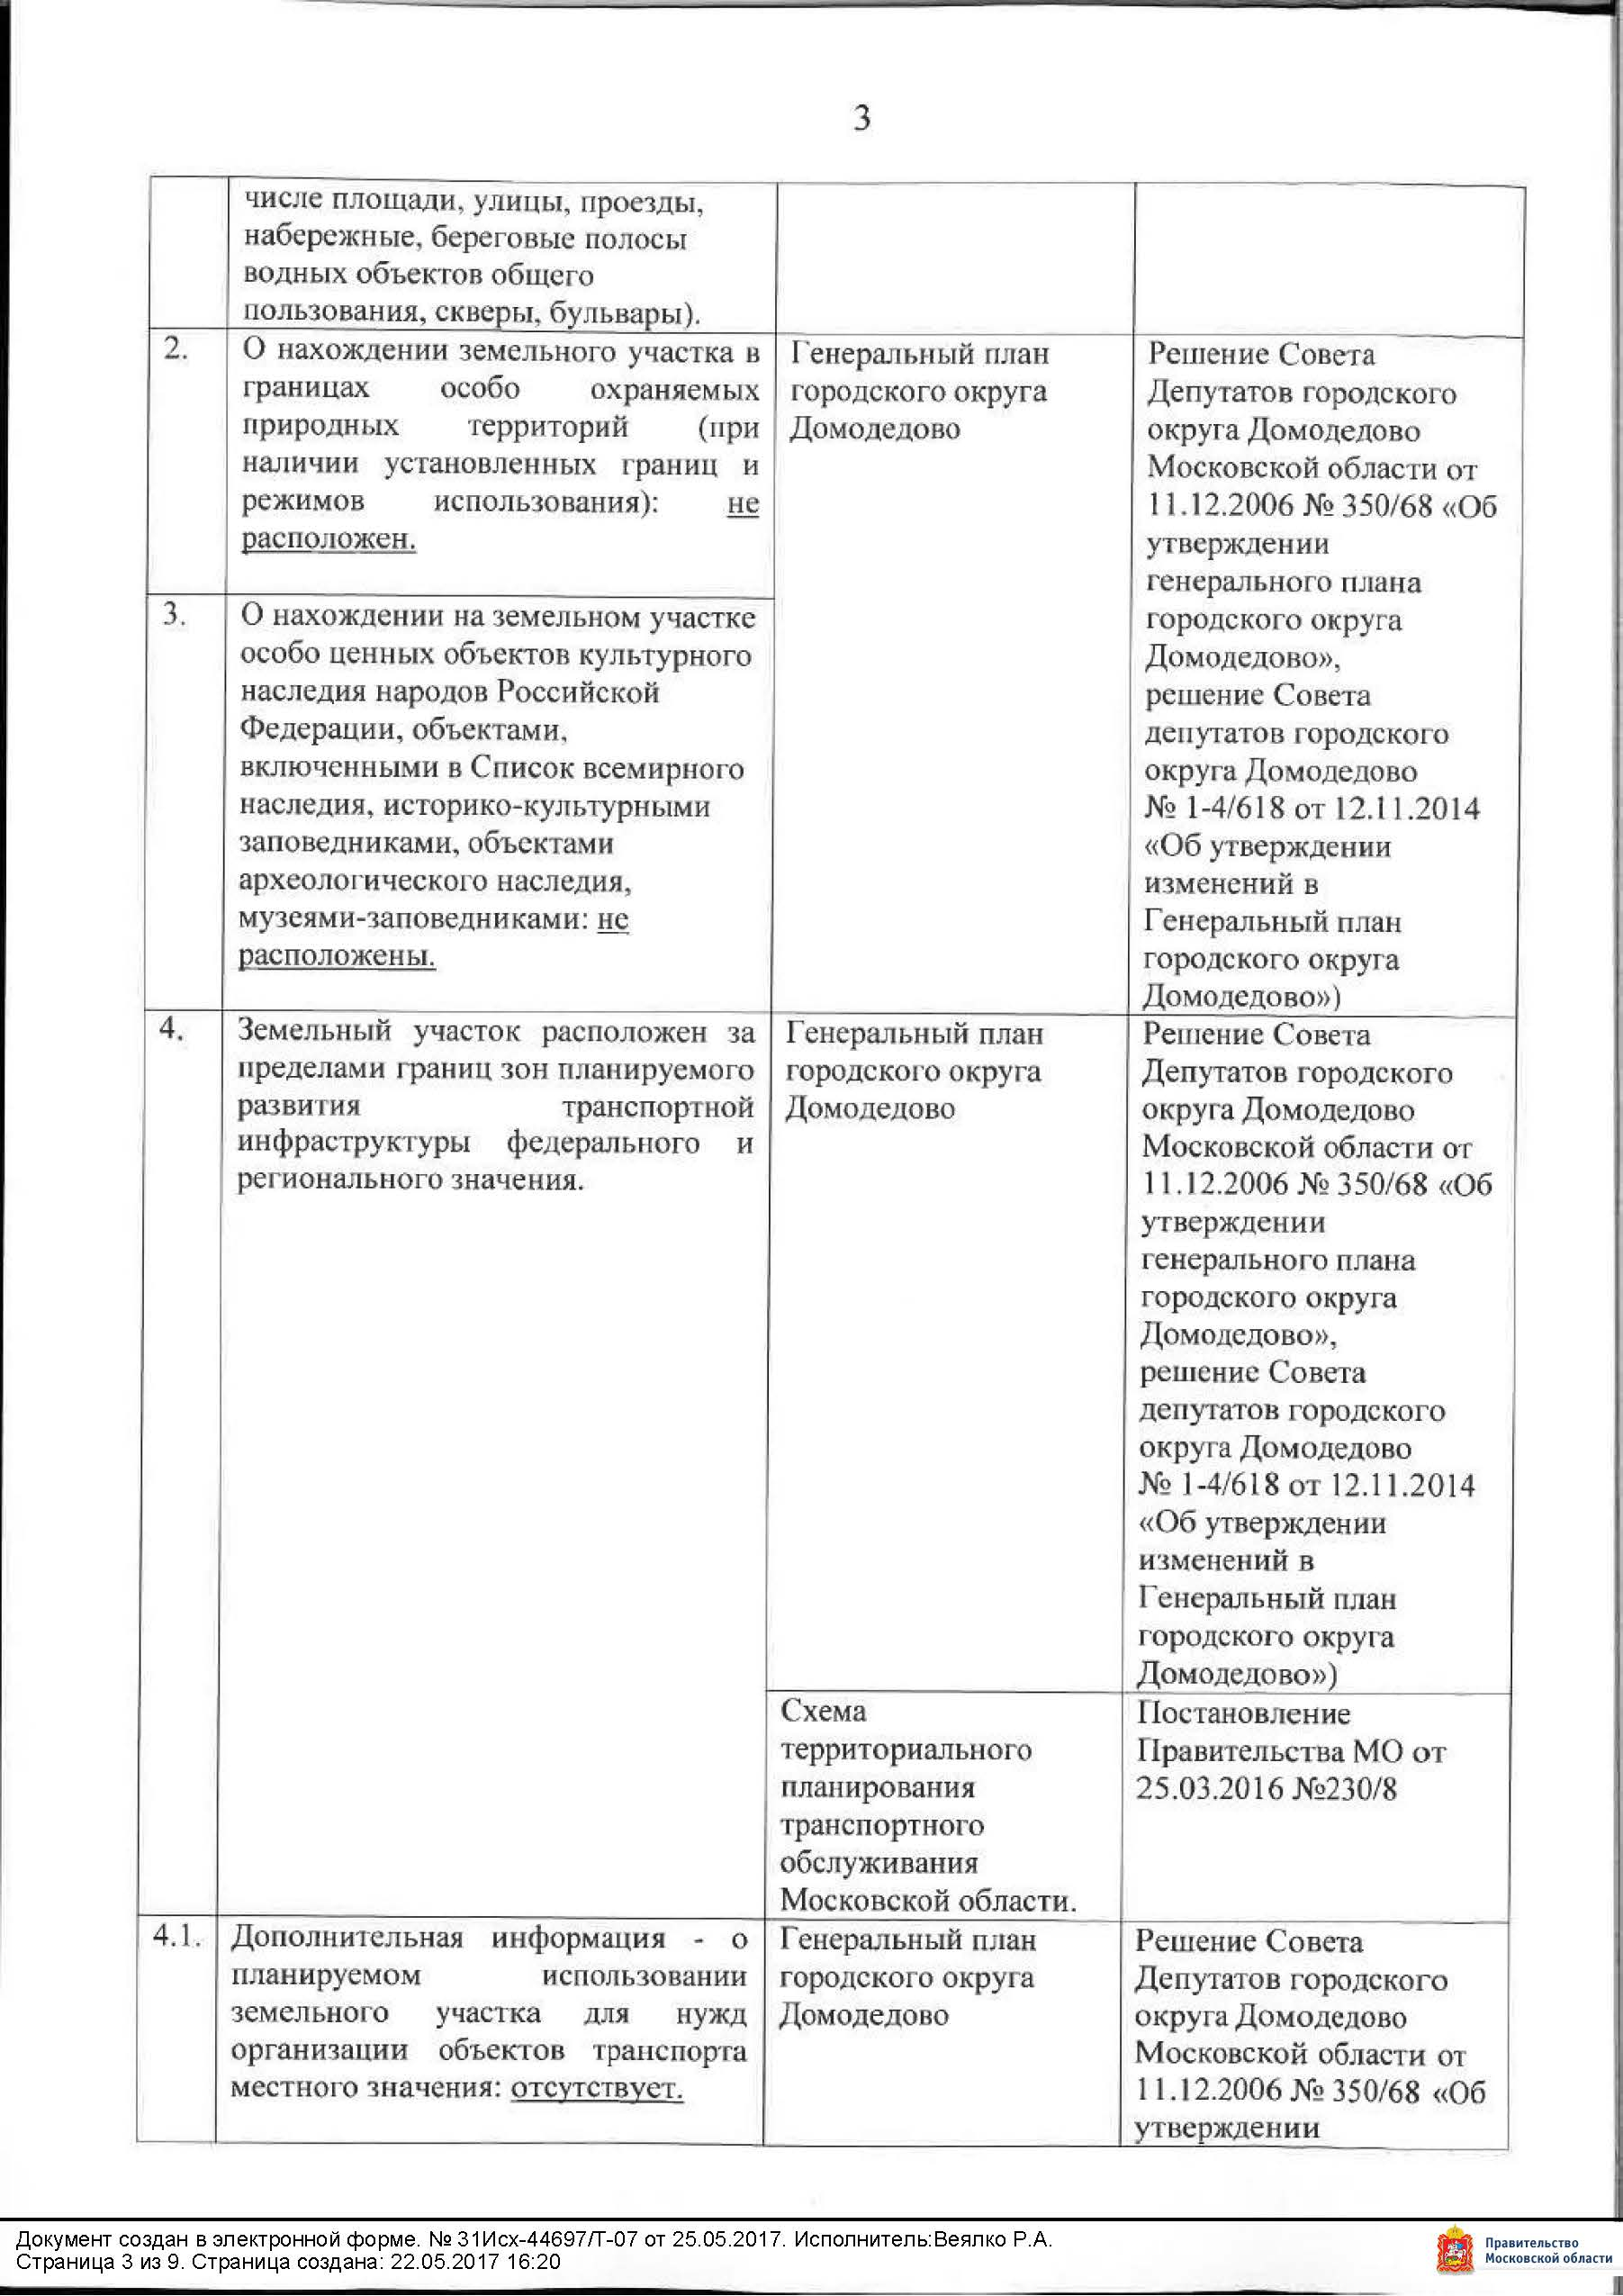 3
числе площади, улицы, проезды,
набережные, береговые полосы
водных объектов общего
пользования, скверы, бульвары).
2.
О нахождении земельного участка в
границах особо охраняемых
природных территорий (при
наличии установленных границ и
режимов использования): не
расположен.
Генеральный план
городского округа
Домодедово
Решение Совета
Депутатов городского
округа Домодедово
Московской области от
11.12.2006 № 350/68 «Об
утверждении
генерального плана
городского округа
Домодедово»,
решение Совета
депутатов городского
округа Домодедово
№ 1-4/618 от 12.11.2014
«Об утверждении
изменений в
Генеральный план
городского округа
Домодедово»)
3.
О нахождении на земельном участке
особо ценных объектов культурного
наследия народов Российской
Федерации, объектами,
включенными в Список всемирного
наследия, историко-культурными
заповедниками, объектами
археологического наследия,
музеями-заповедниками: не
расположены.
4.
Земельный участок расположен за
пределами границ зон планируемого
развития транспортной
инфраструктуры федерального и
регионального значения.
Генеральный план
городского округа
Домодедово
Решение Совета
Депутатов городского
округа Домодедово
Московской области от
11.12.2006 № 350/68 «Об
утверждении
генерального плана
городского округа
Домодедово»,
решение Совета
депутатов городского
округа Домодедово
№ 1-4/618 от 12.11.2014
«Об утверждении
изменений в
Генеральный план
городского округа
Домодедово»)
Схема
территориального
планирования
транспортного
обслуживания
Московской области.
Постановление
Правительства МО от
25.03.2016 №230/8
4.1.
Дополнительная информация - о
планируемом использовании
земельного участка для нужд
организации объектов транспорта
местного значения: отсутствует.
Генеральный план
городского округа
Домодедово
Решение Совета
Депутатов городского
округа Домодедово
Московской области от
11.12.2006 № 350/68 «Об
утверждении
Документ создан в электронной форме. № 31Исх-44697/Т-07 от 25.05.2017. Исполнитель:Веялко Р.А.
Страница 3 из 9. Страница создана: 22.05.2017 16:20
Правительство
Московской области